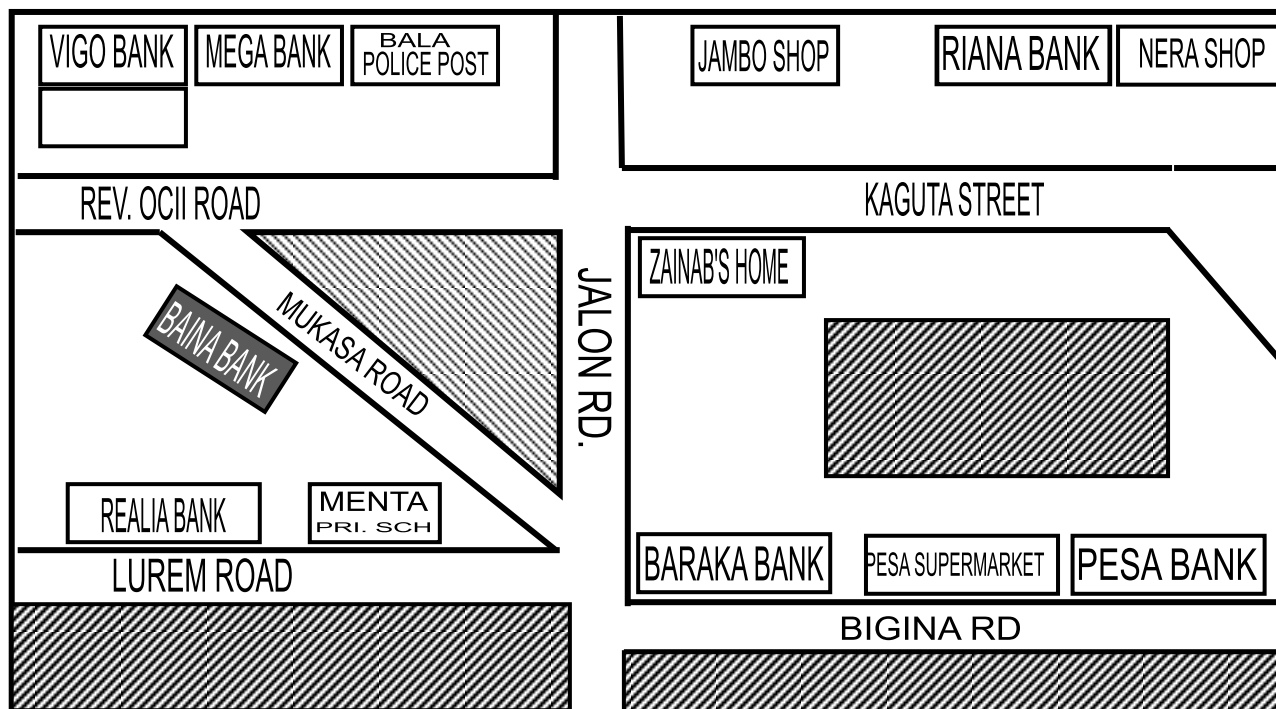 VIGO BANK
MEGA BANK
BALA
POLICE POST
JAMBO SHOP
RIANA BANK
NERA SHOP
REV. OCII ROAD
KAGUTA STREET
ZAINAB'S HOME
JALON RD.
MUKASA ROAD
BAINA BANK
REALIA BANK
MENTA
PRI. SCH
BARAKA BANK
PESA SUPERMARKET
PESA BANK
LUREM ROAD
BIGINA RD